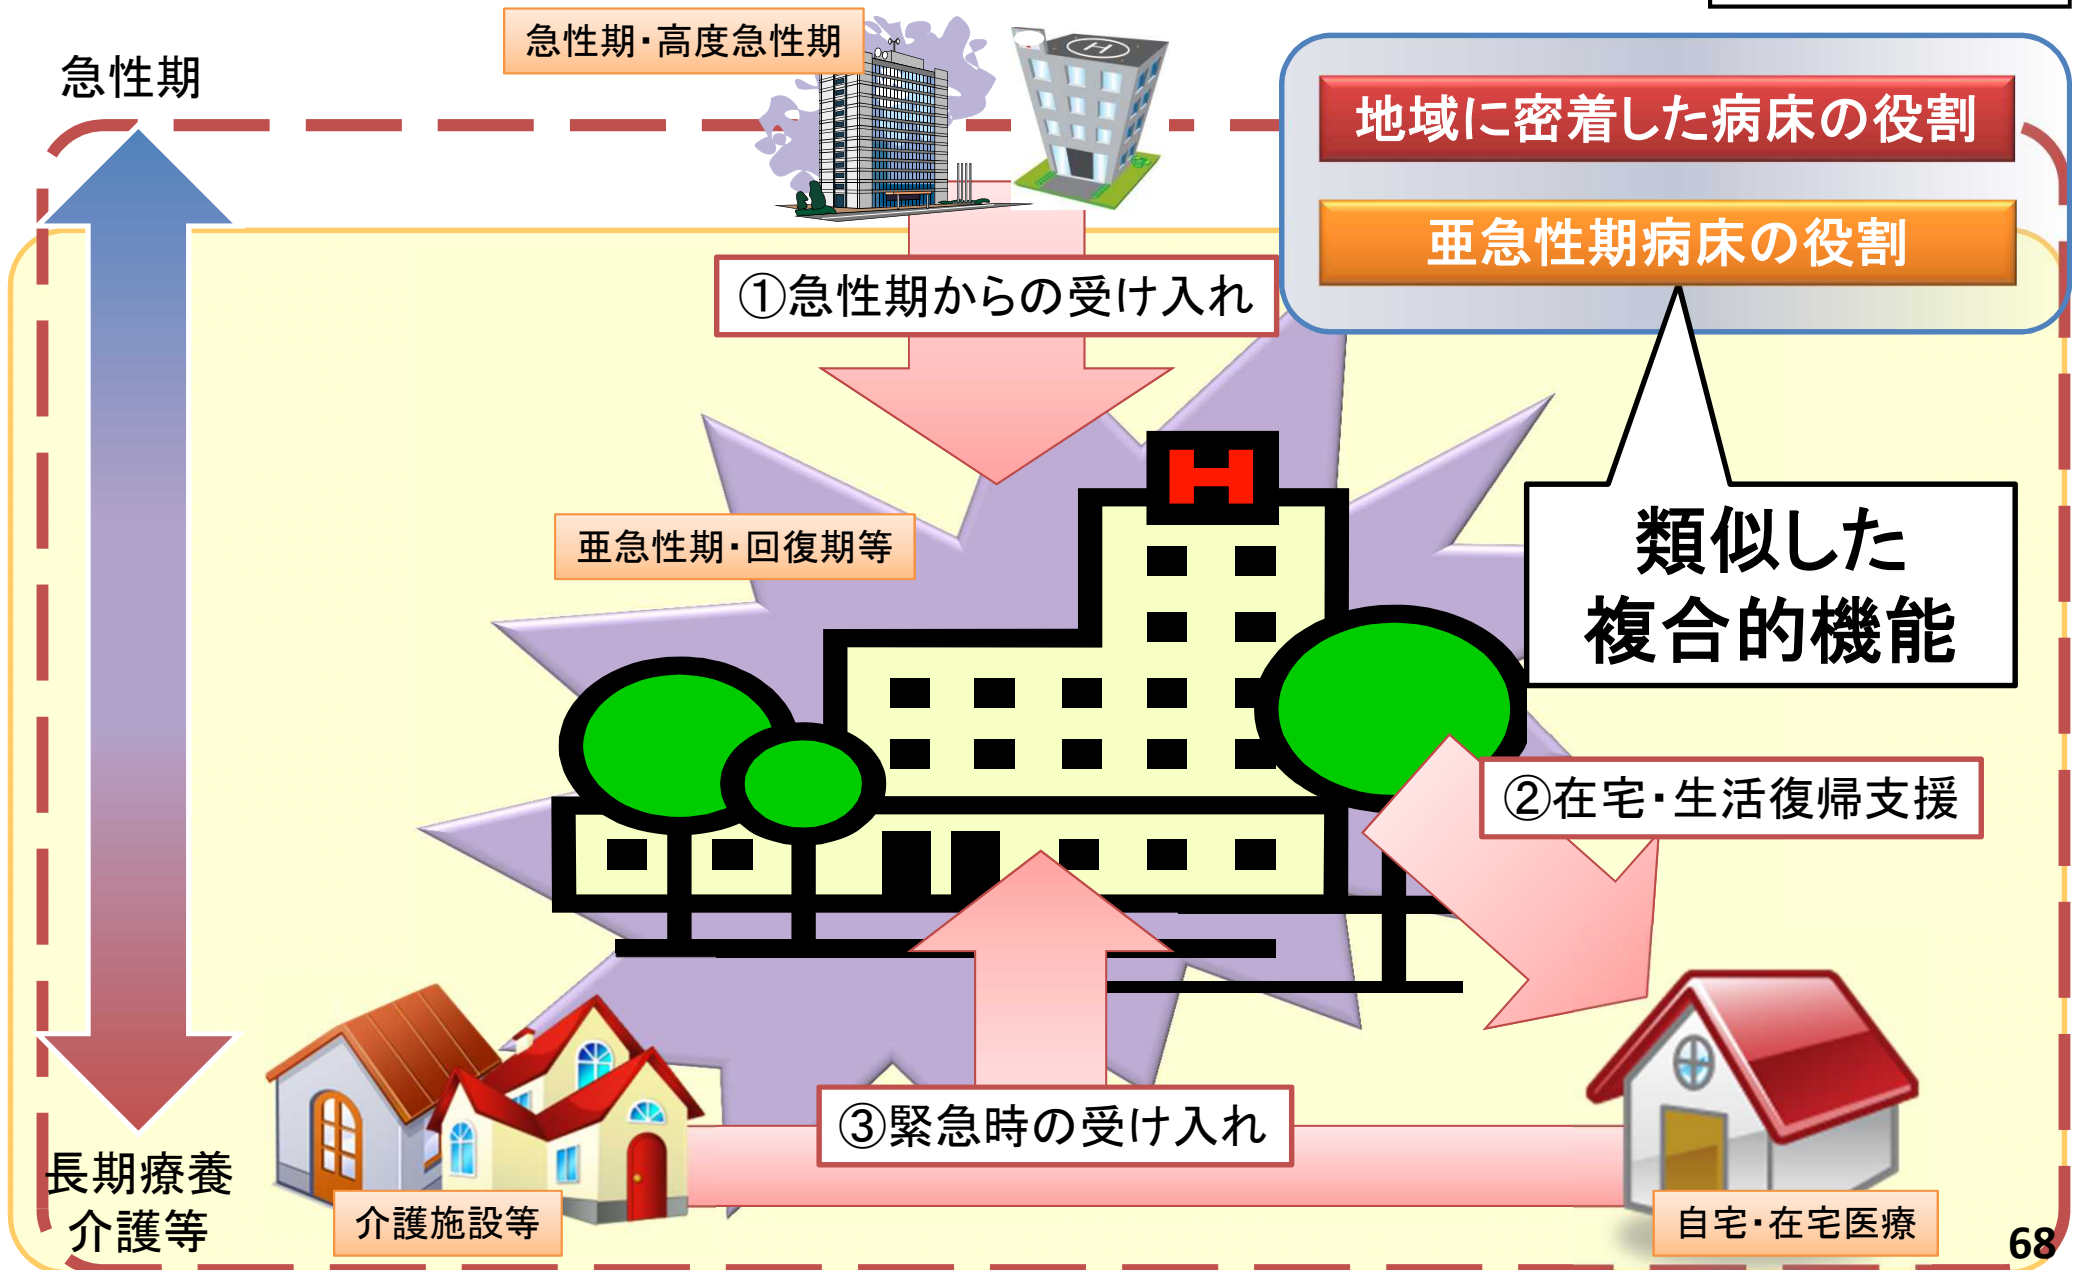 急性期・高度急性期
急性期
地域に密着した病床の役割
亜急性期病床の役割
①急性期からの受け入れ
類似した
複合的機能
亜急性期・回復期等
②在宅・生活復帰支援
③緊急時の受け入れ
長期療養
介護等
介護施設等
自宅・在宅医療
68
H
H